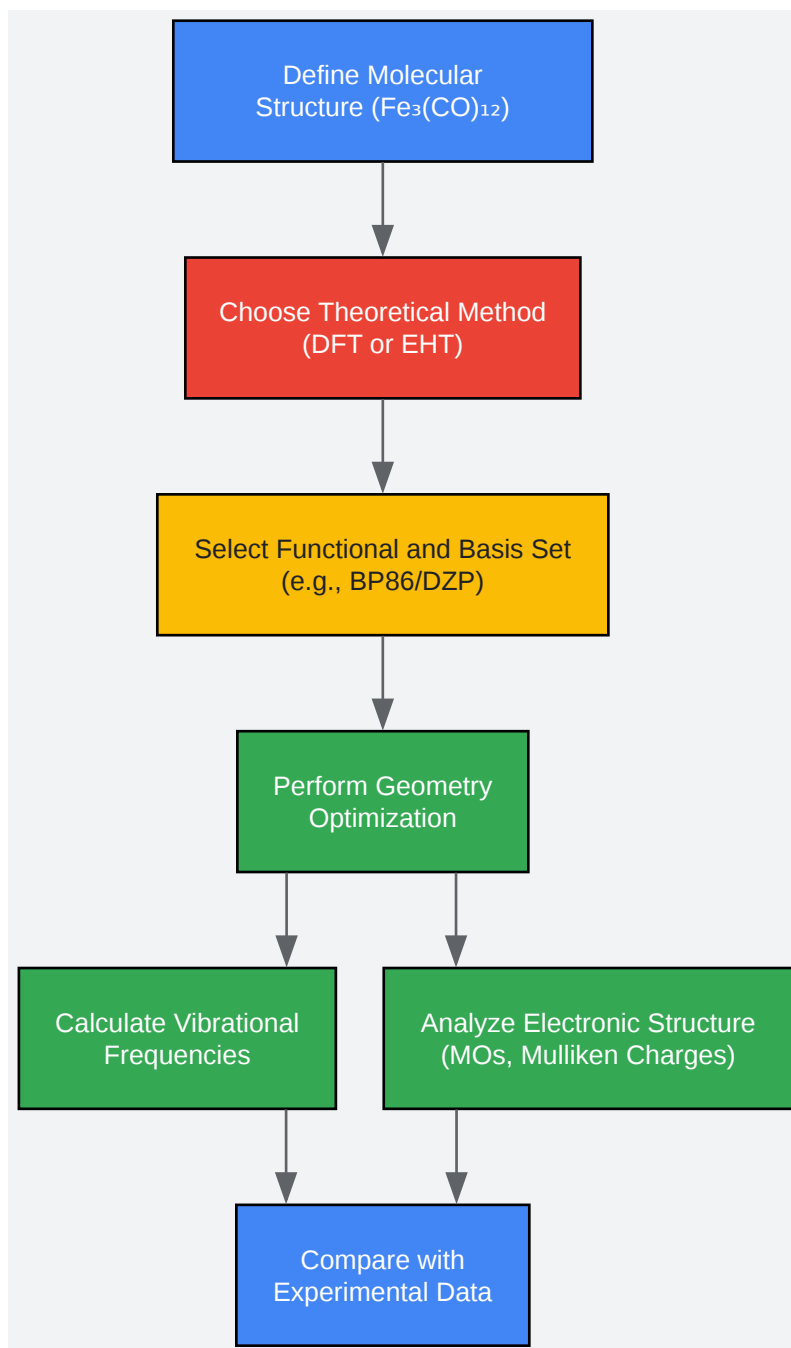 Define Molecular
Structure (Fe₃(CO)₁₂)
Choose Theoretical Method
(DFT or EHT)
Select Functional and Basis Set
(e.g., BP86/DZP)
Perform Geometry
Optimization
Calculate Vibrational
Frequencies
Analyze Electronic Structure
(MOs, Mulliken Charges)
Compare with
Experimental Data